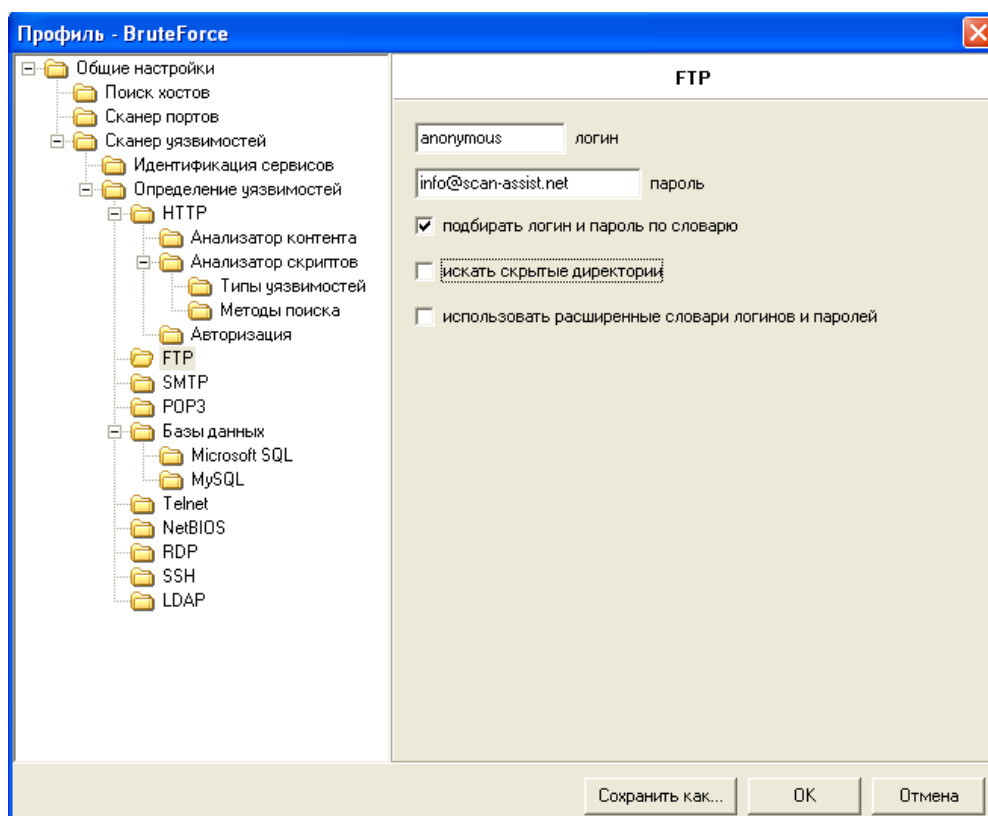 Профиль - BruteForce
Общие настройки
Поиск хостов
Сканер портов
Сканер уязвимостей
Идентификация сервисов
Определение уязвимостей
HTTP
Анализатор контента
Анализатор скриптов
Типы уязвимостей
Методы поиска
Авторизация
FTP
SMTP
POP3
Базы данных
Microsoft SQL
MySQL
Telnet
NetBIOS
RDP
SSH
LDAP
FTP
anonymous логин
info@scan-assist.net пароль
подбирать логин и пароль по словарю
искать скрытые директории
использовать расширенные словари логинов и паролей
Сохранить как... OK Отмена